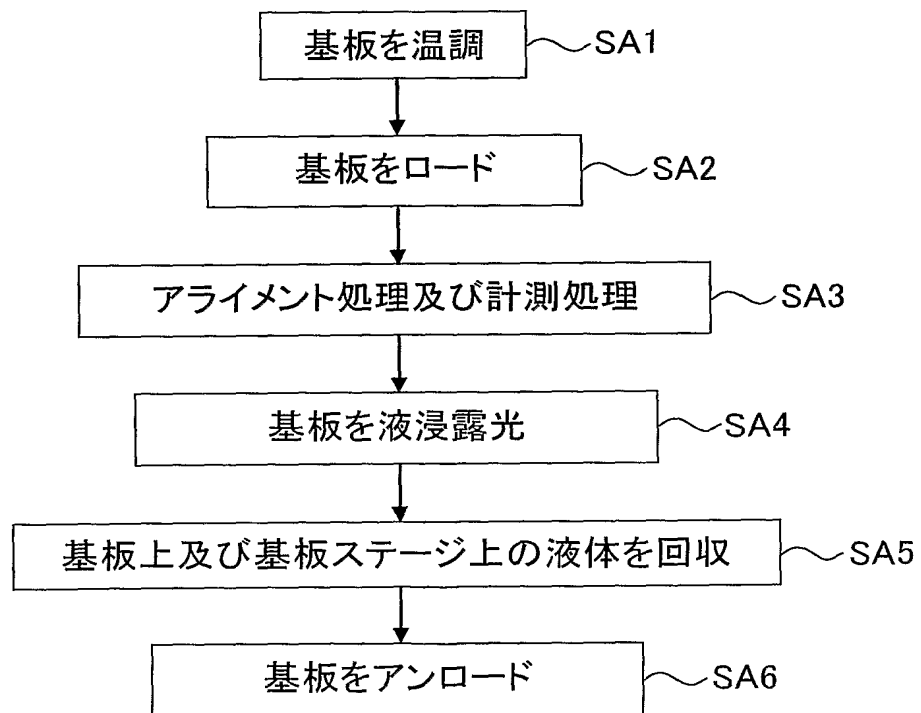 基板を温調 SA1
基板をロード SA2
アライメント処理及び計測処理 SA3
基板を液浸露光 SA4
基板上及び基板ステージ上の液体を回収 SA5
基板をアンロード SA6